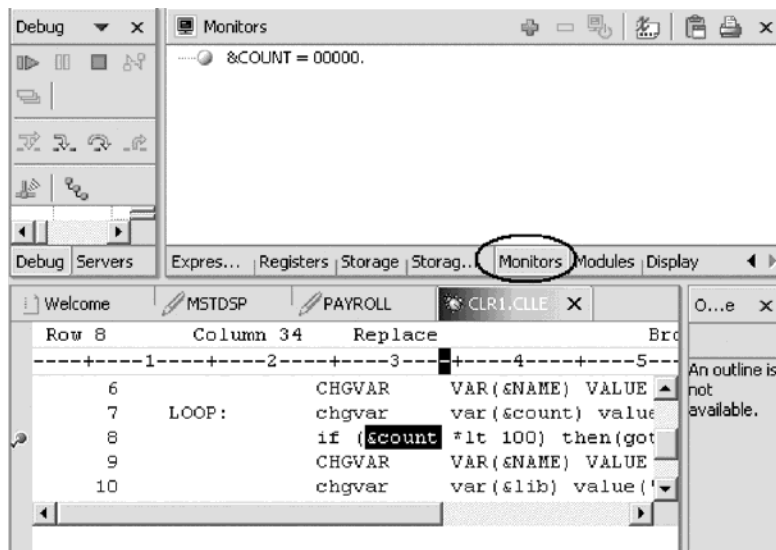 Debug
Monitors
&COUNT = 00000.
Debug Servers
Expres... Registers Storage Storag... Monitors Modules Display
Welcome MSTDSP PAYROLL CLR1.CLLE O...e
Row 8 Column 34 Replace Bro
----+----1----+----2----+----3----+----4----+----5---
An outline is not available.
6 CHGVAR VAR(&NAME) VALUE
7 LOOP: chgvar var(&count) value
8 if (&count *lt 100) then(got
9 CHGVAR VAR(&NAME) VALUE
10 chgvar var(&lib) value('